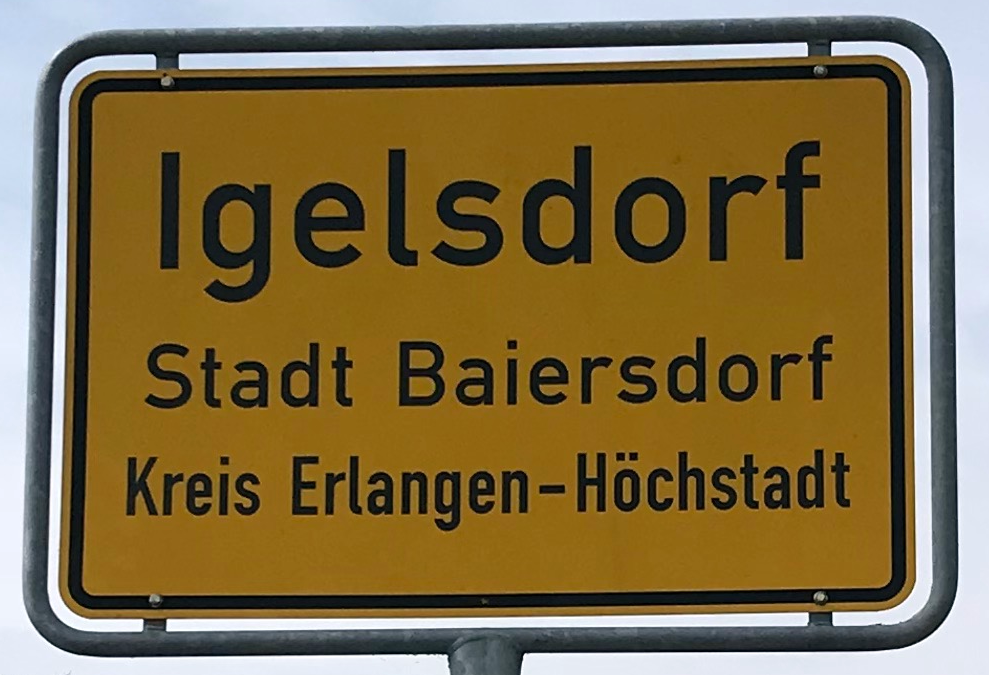 Igelsdorf
Stadt Baiersdorf
Kreis Erlangen-Höchstadt